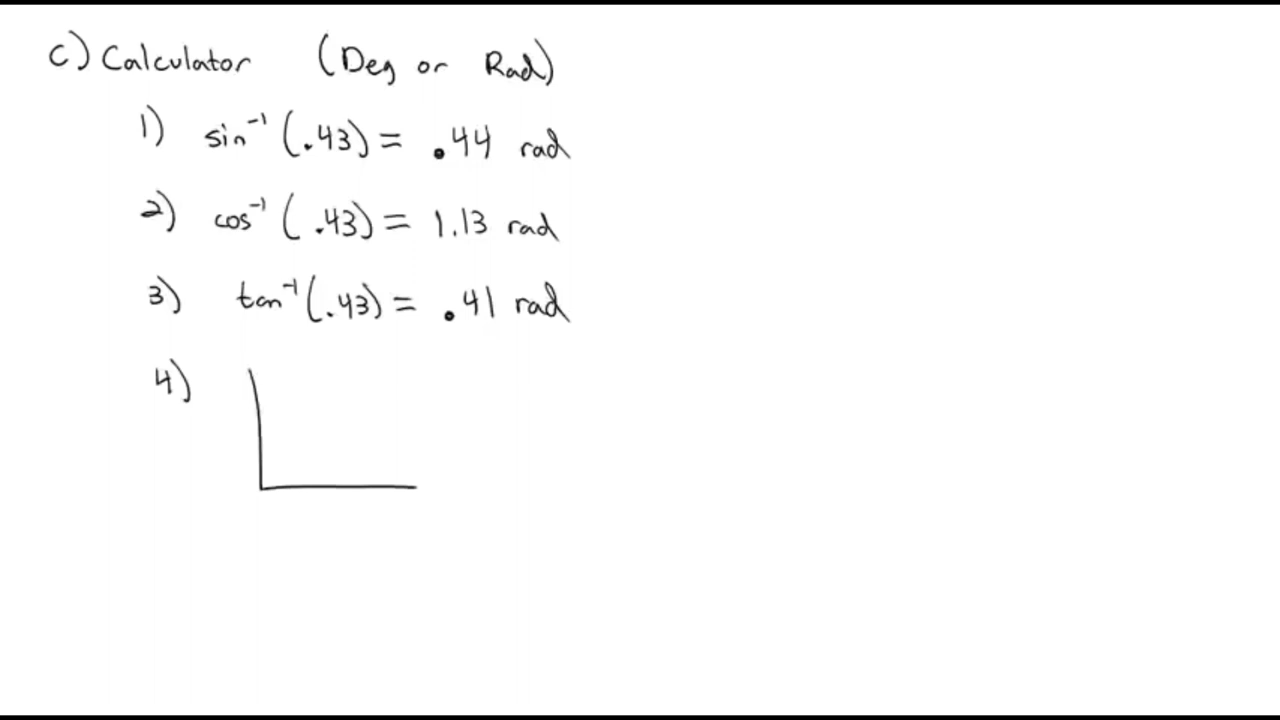 c) Calculator (Deg or Rad)
1) sin⁻¹ (.43) = .44 rad
2) cos⁻¹ (.43) = 1.13 rad
3) tan⁻¹ (.43) = .41 rad
4)